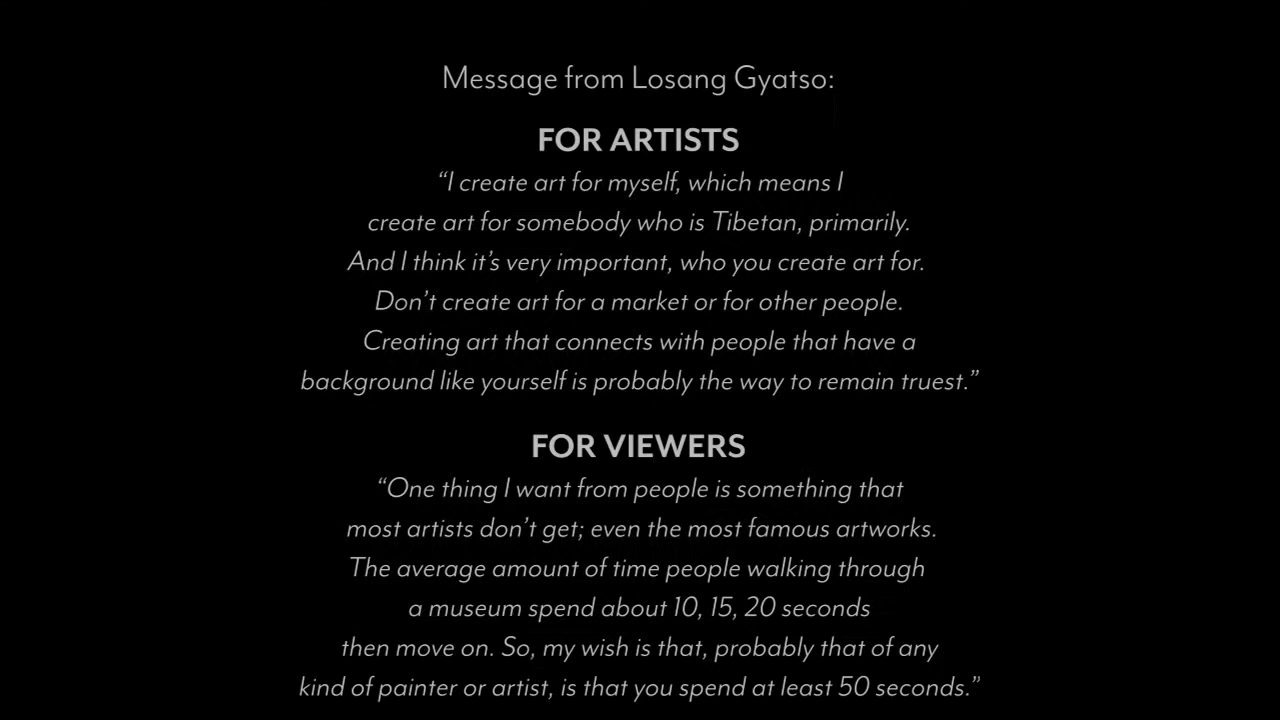 Message from Losang Gyatso:
FOR ARTISTS
“I create art for myself, which means I
create art for somebody who is Tibetan, primarily.
And I think it’s very important, who you create art for.
Don’t create art for a market or for other people.
Creating art that connects with people that have a
background like yourself is probably the way to remain truest.”
FOR VIEWERS
“One thing I want from people is something that
most artists don’t get; even the most famous artworks.
The average amount of time people walking through
a museum spend about 10, 15, 20 seconds
then move on. So, my wish is that, probably that of any
kind of painter or artist, is that you spend at least 50 seconds.”